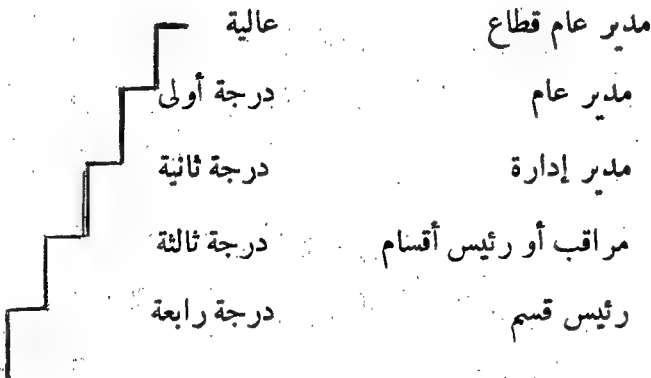 مدير عام قطاع عالية
مدير عام درجة أولى
مدير إدارة درجة ثانية
مراقب أو رئيس أقسام درجة ثالثة
رئيس قسم درجة رابعة